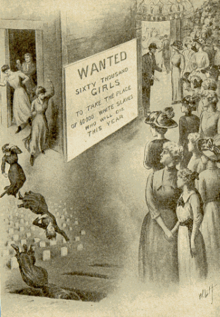 WANTED
SIXTY THOUSAND
GIRLS
TO TAKE THE PLACE
OF 60,000 WHITE SLAVES
WHO WILL DIE
THIS YEAR